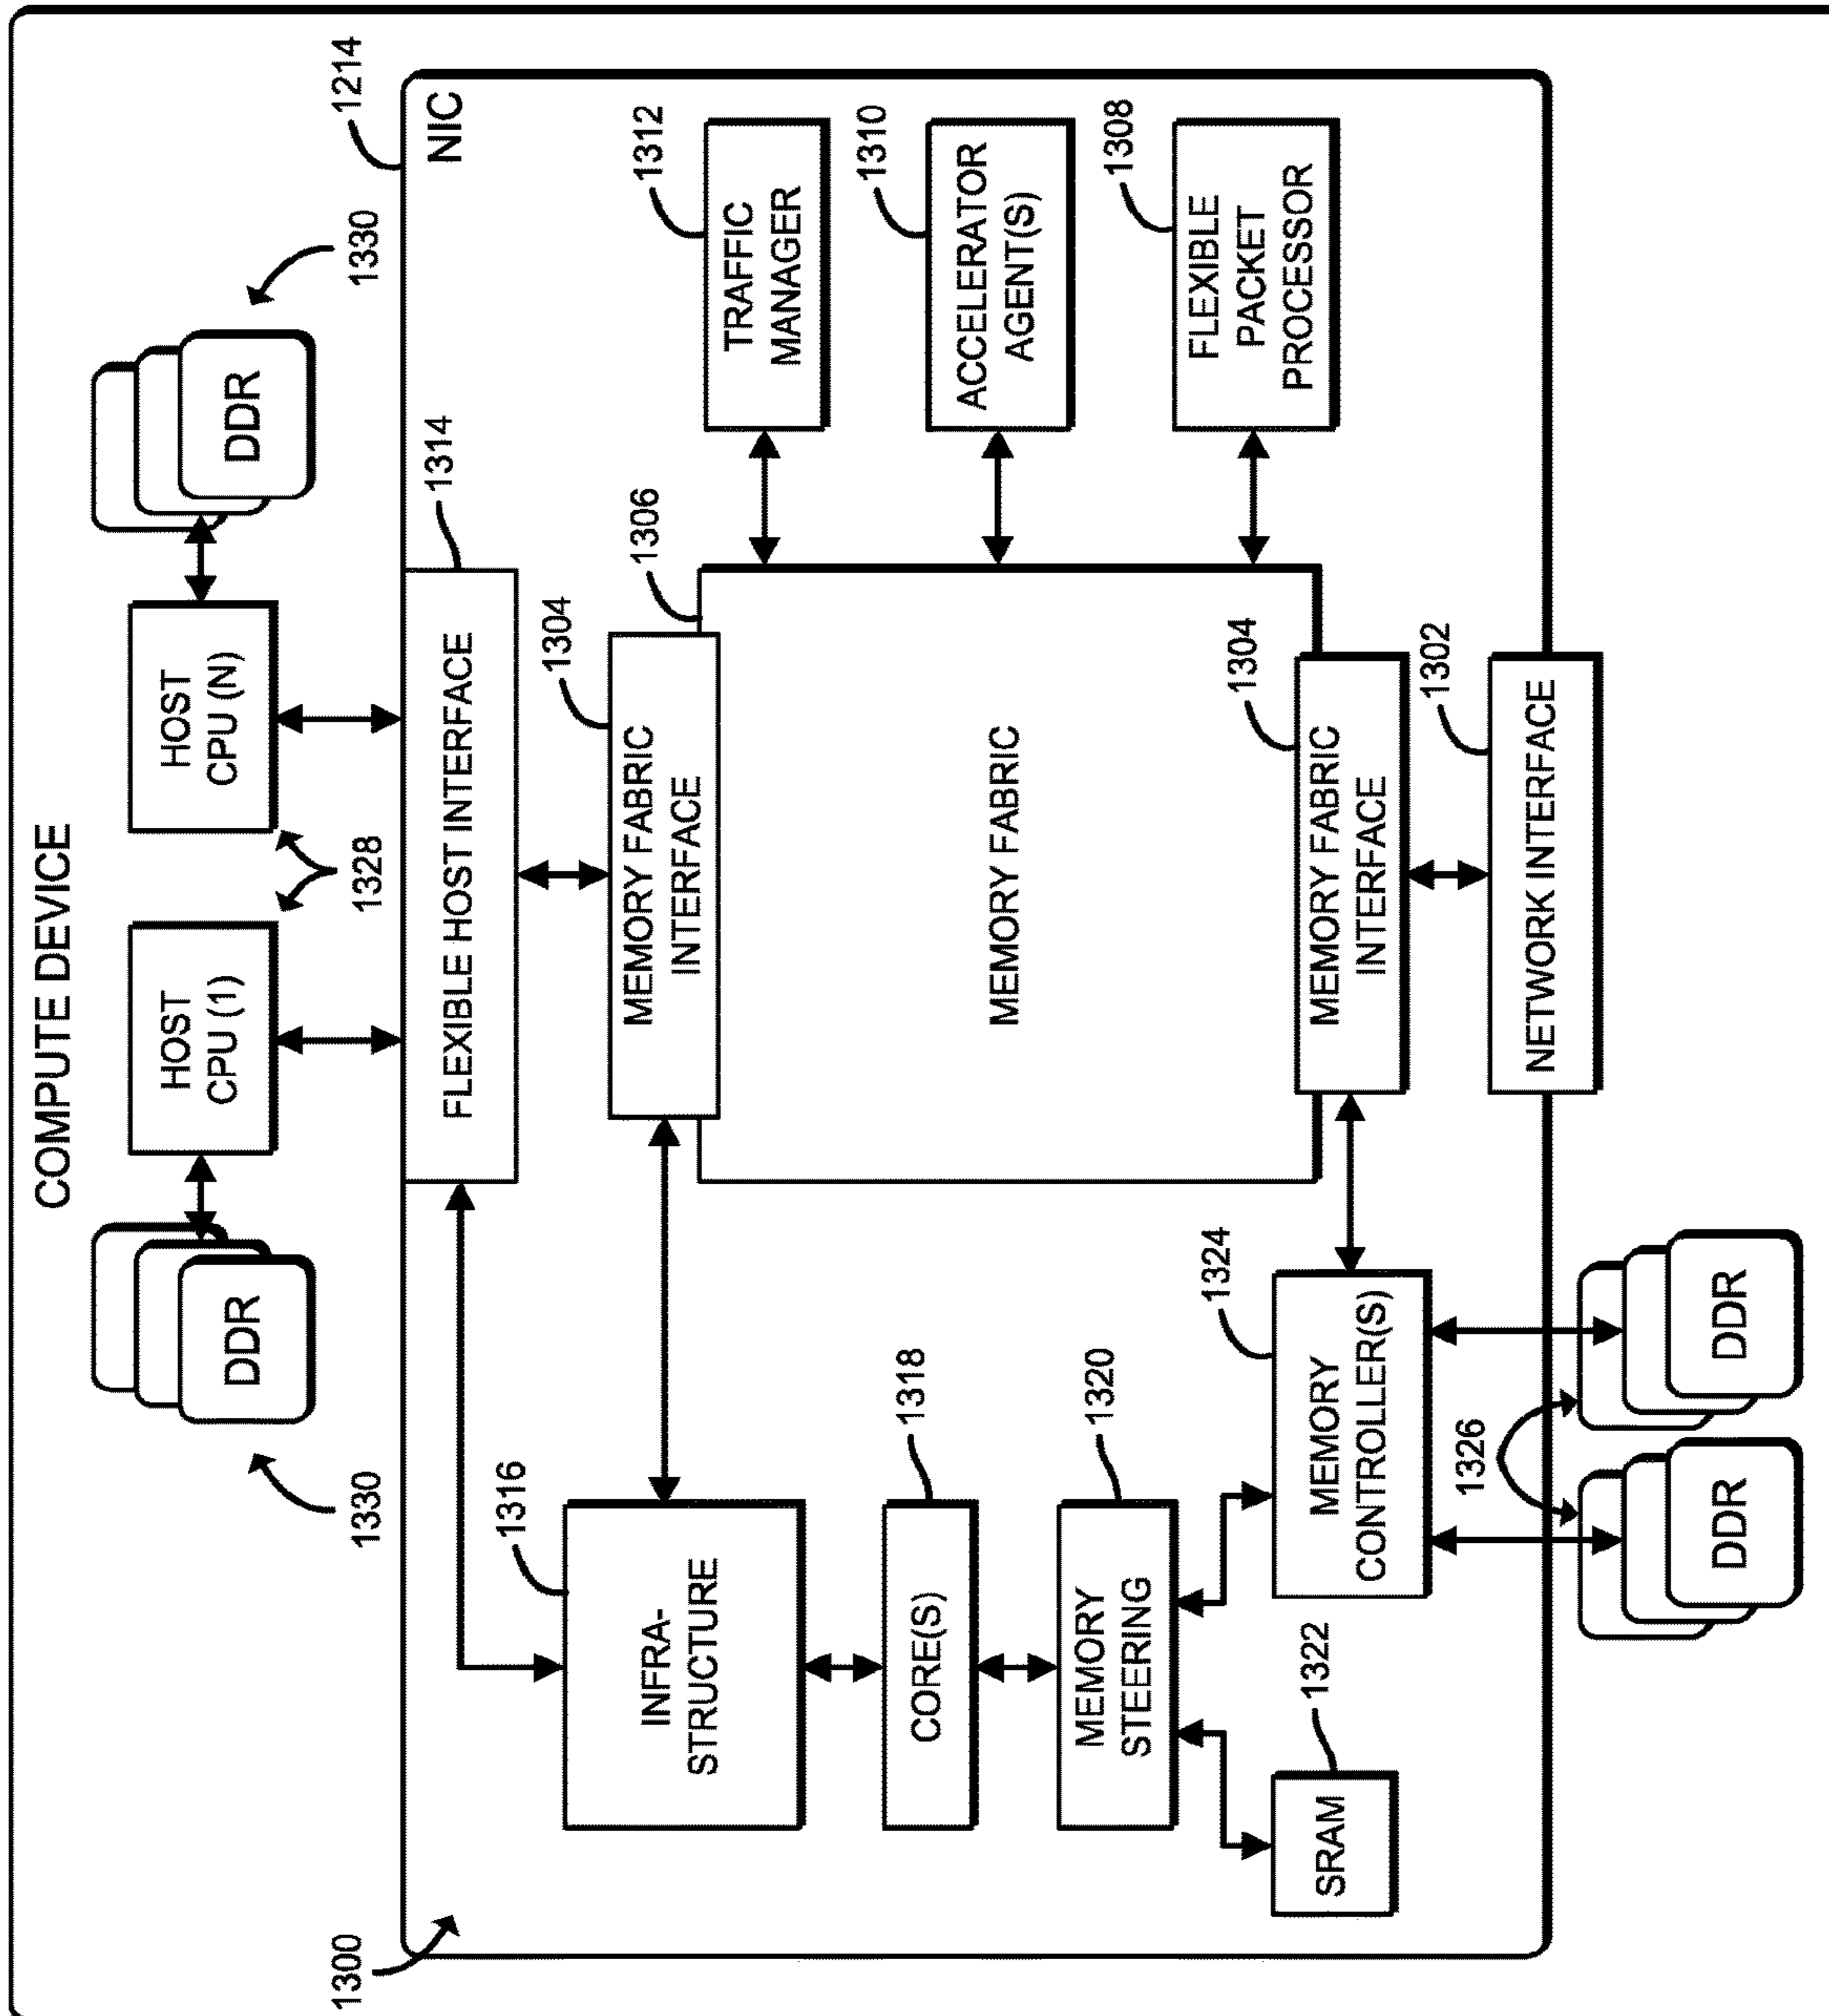 COMPUTE DEVICE
1330
DDR
HOST
CPU (1)
1328
HOST
CPU (N)
DDR
1330
1300
1214
NIC
FLEXIBLE HOST INTERFACE
1314
1316
INFRA-
STRUCTURE
MEMORY FABRIC
INTERFACE
1304
1306
TRAFFIC
MANAGER
1312
1318
CORE(S)
MEMORY FABRIC
ACCELERATOR
AGENT(S)
1310
1320
MEMORY
STEERING
FLEXIBLE
PACKET
PROCESSOR
1308
SRAM
1322
MEMORY
CONTROLLER(S)
1324
MEMORY FABRIC
INTERFACE
1304
1302
NETWORK INTERFACE
1326
DDR
DDR